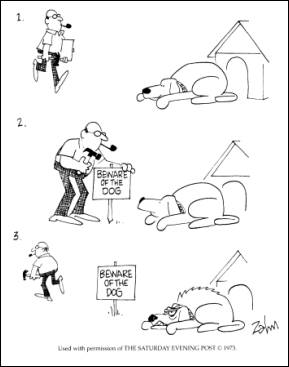 1.
2.
BEWARE
OF THE
DOG
3.
BEWARE
OF THE
DOG
Used with permission of THE SATURDAY EVENING POST © 1973.